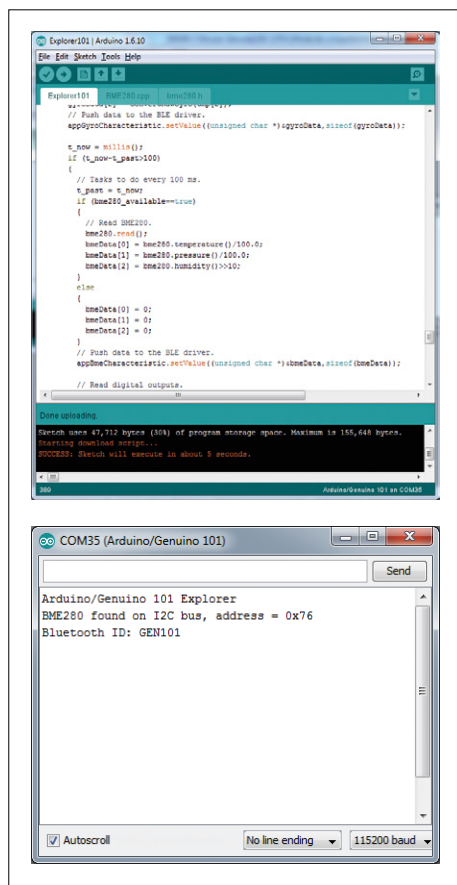 Explorer101 | Arduino 1.6.10
File Edit Sketch Tools Help
Explorer101 BME280.cpp bme280.h
// Push data to the BLE driver.
appGyroCharacteristic.setValue((unsigned char *)&gyroData,sizeof(gyroData));
t_now = millis();
if (t_now-t_past>100)
{
// Tasks to do every 100 ms.
t_past = t_now;
if (bme280_available==true)
{
// Read BME280.
bme280.read();
bmeData[0] = bme280.temperature()/100.0;
bmeData[1] = bme280.pressure()/100.0;
bmeData[2] = bme280.humidity()>>10;
}
else
{
bmeData[0] = 0;
bmeData[1] = 0;
bmeData[2] = 0;
}
// Push data to the BLE driver.
appBmeCharacteristic.setValue((unsigned char *)&bmeData,sizeof(bmeData));
// Read digital outputs.
Done uploading.
Sketch uses 47,712 bytes (30%) of program storage space. Maximum is 155,648 bytes.
Starting download script...
SUCCESS: Sketch will execute in about 5 seconds.
380 Arduino/Genuino 101 on COM35
COM35 (Arduino/Genuino 101)
Send
Arduino/Genuino 101 Explorer
BME280 found on I2C bus, address = 0x76
Bluetooth ID: GEN101
Autoscroll No line ending 115200 baud